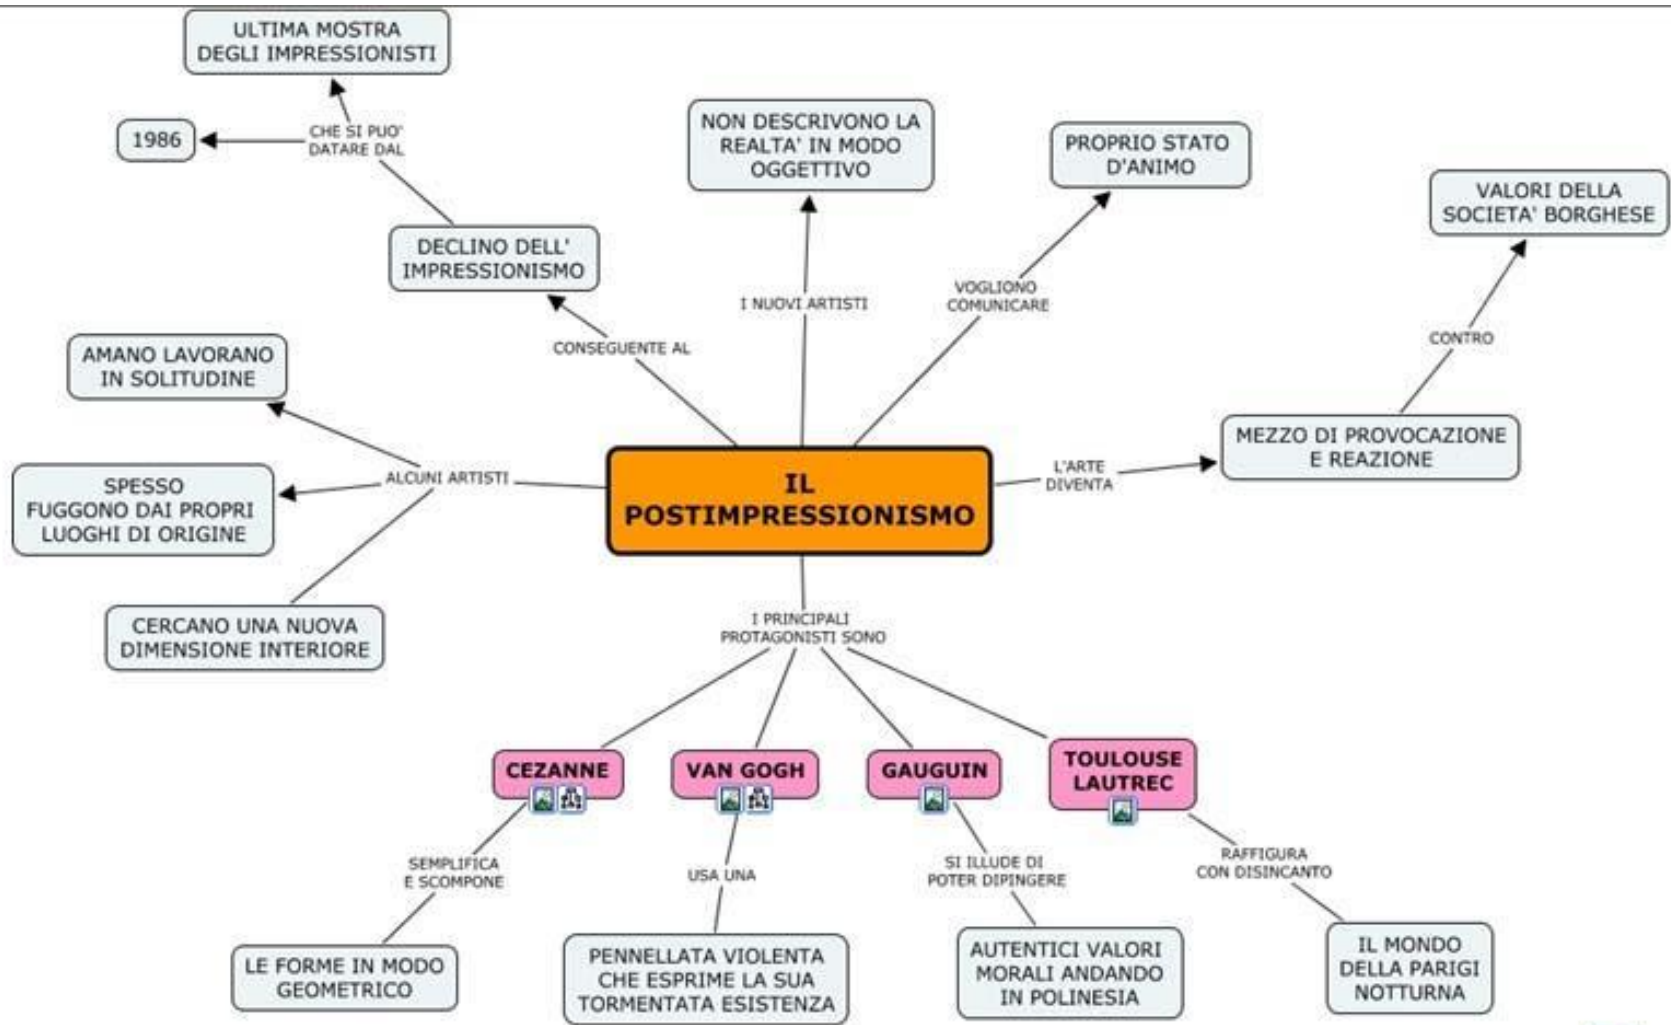 ULTIMA MOSTRA
DEGLI IMPRESSIONISTI
1986
CHE SI PUO'
DATARE DAL
DECLINO DELL'
IMPRESSIONISMO
CONSEGUENTE AL
NON DESCRIVONO LA
REALTA' IN MODO
OGGETTIVO
I NUOVI ARTISTI
PROPRIO STATO
D'ANIMO
VOGLIONO
COMUNICARE
VALORI DELLA
SOCIETA' BORGHESE
CONTRO
MEZZO DI PROVOCAZIONE
E REAZIONE
L'ARTE
DIVENTA
AMANO LAVORANO
IN SOLITUDINE
SPESSO
FUGGONO DAI PROPRI
LUOGHI DI ORIGINE
ALCUNI ARTISTI
CERCANO UNA NUOVA
DIMENSIONE INTERIORE
IL
POSTIMPRESSIONISMO
I PRINCIPALI
PROTAGONISTI SONO
CEZANNE
VAN GOGH
GAUGUIN
TOULOUSE
LAUTREC
SEMPLIFICA
E SCOMPONE
USA UNA
SI ILLUDE DI
POTER DIPINGERE
RAFFIGURA
CON DISINCANTO
LE FORME IN MODO
GEOMETRICO
PENNELLATA VIOLENTA
CHE ESPRIME LA SUA
TORMENTATA ESISTENZA
AUTENTICI VALORI
MORALI ANDANDO
IN POLINESIA
IL MONDO
DELLA PARIGI
NOTTURNA